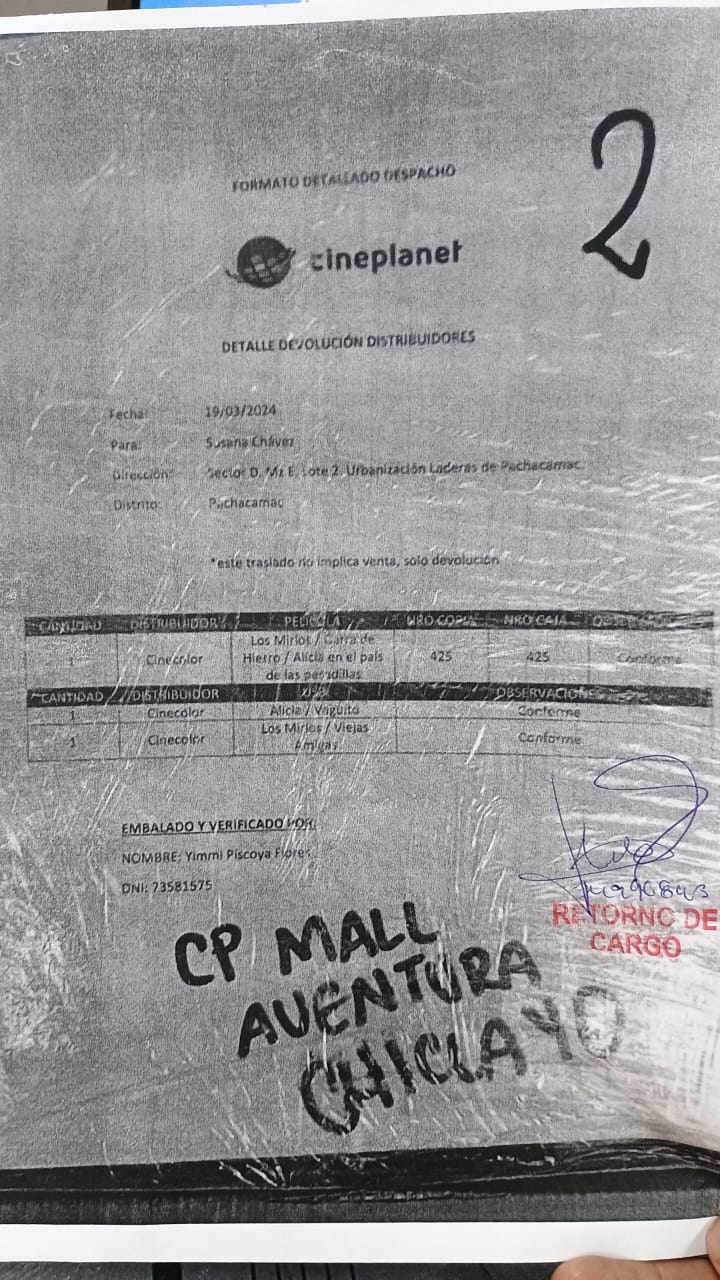 2
FORMATO DETALLADO DESPACHO
cineplanet
DETALLE DEVOLUCIÓN DISTRIBUIDORES
Fecha: 19/03/2024
Para: Susana Chávez
Dirección: Sector D, Mz E, Lote 2, Urbanización Laderas de Pachacamac.
Distrito: Pachacamac
*este traslado no implica venta, solo devolución
CANTIDAD DISTRIBUIDOR PELÍCULA NRO COPIA NRO CAJA
1 Cinecolor Los Mirlos / Garra de Hierro / Alicia en el país de las pesadillas 425 425 Conforme
CANTIDAD DISTRIBUIDOR OBSERVACIONES
1 Cinecolor Alicia / Vaguito Conforme
1 Cinecolor Los Mirlos / Viejas Amigas Conforme
EMBALADO Y VERIFICADO POR:
NOMBRE: Yimmi Piscoya Flores
DNI: 73581575
RETORNO DE
CARGO
CP MALL
AVENTURA
CHICLAYO